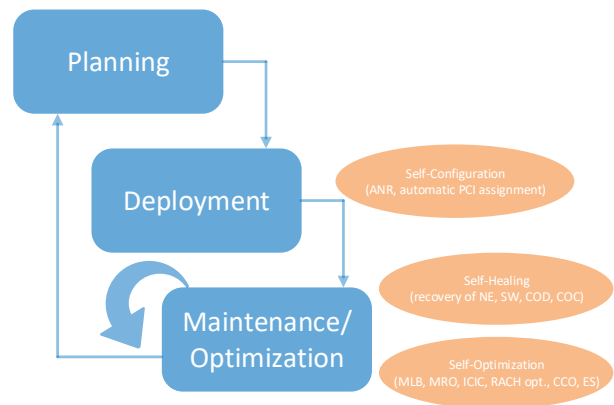 Planning
Deployment
Self-Configuration
(ANR, automatic PCI assignment)
Maintenance/
Optimization
Self-Healing
(recovery of NE, SW, COD, COC)
Self-Optimization
(MLB, MRO, ICIC, RACH opt., CCO, ES)